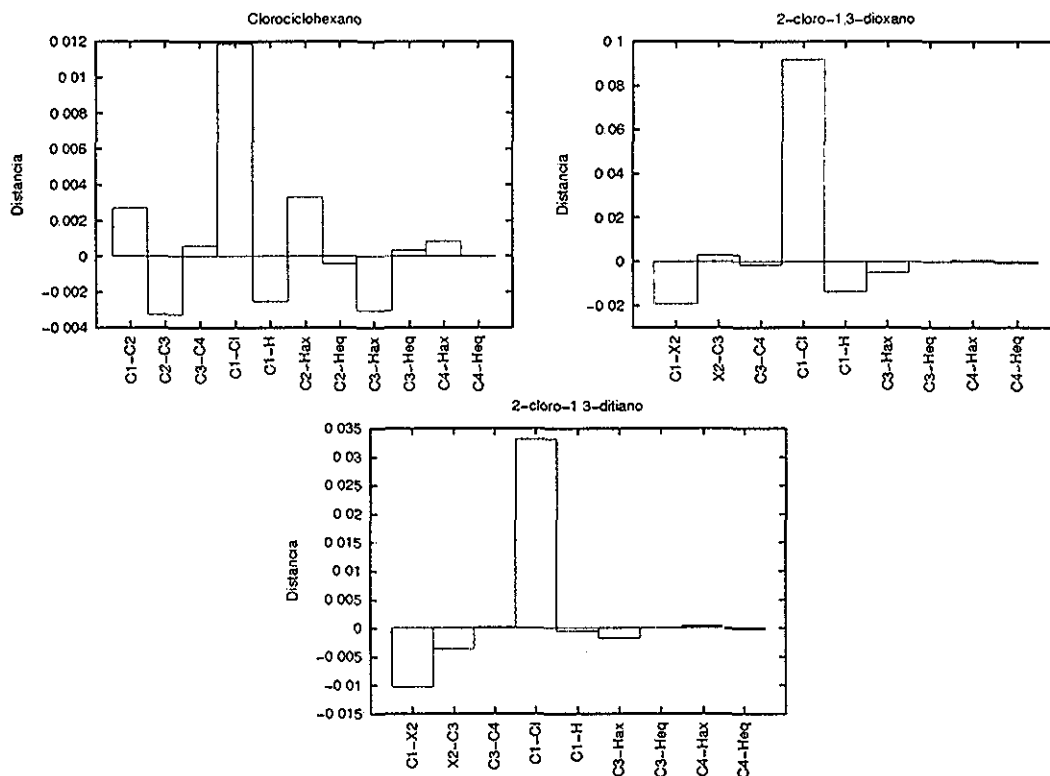 Clorociclohexano
0 012
0 01
0 008
0 006
0 004
0 002
0
-0 002
-0 004
Distancia
C1-C2
C2-C3
C3-C4
C1-Cl
C1-H
C2-Hax
C2-Heq
C3-Hax
C3-Heq
C4-Hax
C4-Heq
2-cloro-1,3-dioxano
0 1
0 08
0 06
0 04
0 02
0
-0 02
Distancia
C1-X2
X2-C3
C3-C4
C1-Cl
C1-H
C3-Hax
C3-Heq
C4-Hax
C4-Heq
2-cloro-1 3-ditiano
0 035
0 03
0 025
0 02
0 015
0 01
0 005
0
-0 005
-0 01
-0 015
Distancia
C1-X2
X2-C3
C3-C4
C1-Cl
C1-H
C3-Hax
C3-Heq
C4-Hax
C4-Heq